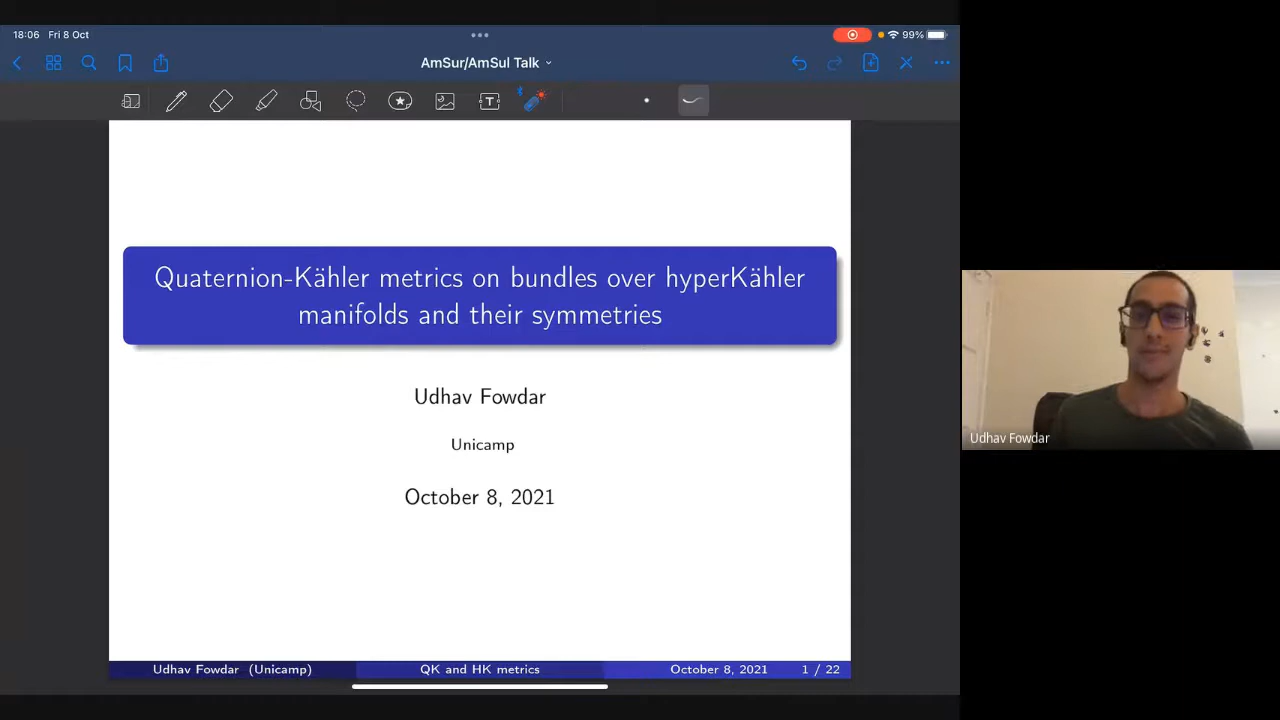 18:06 Fri 8 Oct
99%
AmSur/AmSul Talk
T
Quaternion-Kähler metrics on bundles over hyperKähler
manifolds and their symmetries
Udhav Fowdar
Unicamp
October 8, 2021
Udhav Fowdar (Unicamp) QK and HK metrics October 8, 2021 1 / 22
Udhav Fowdar